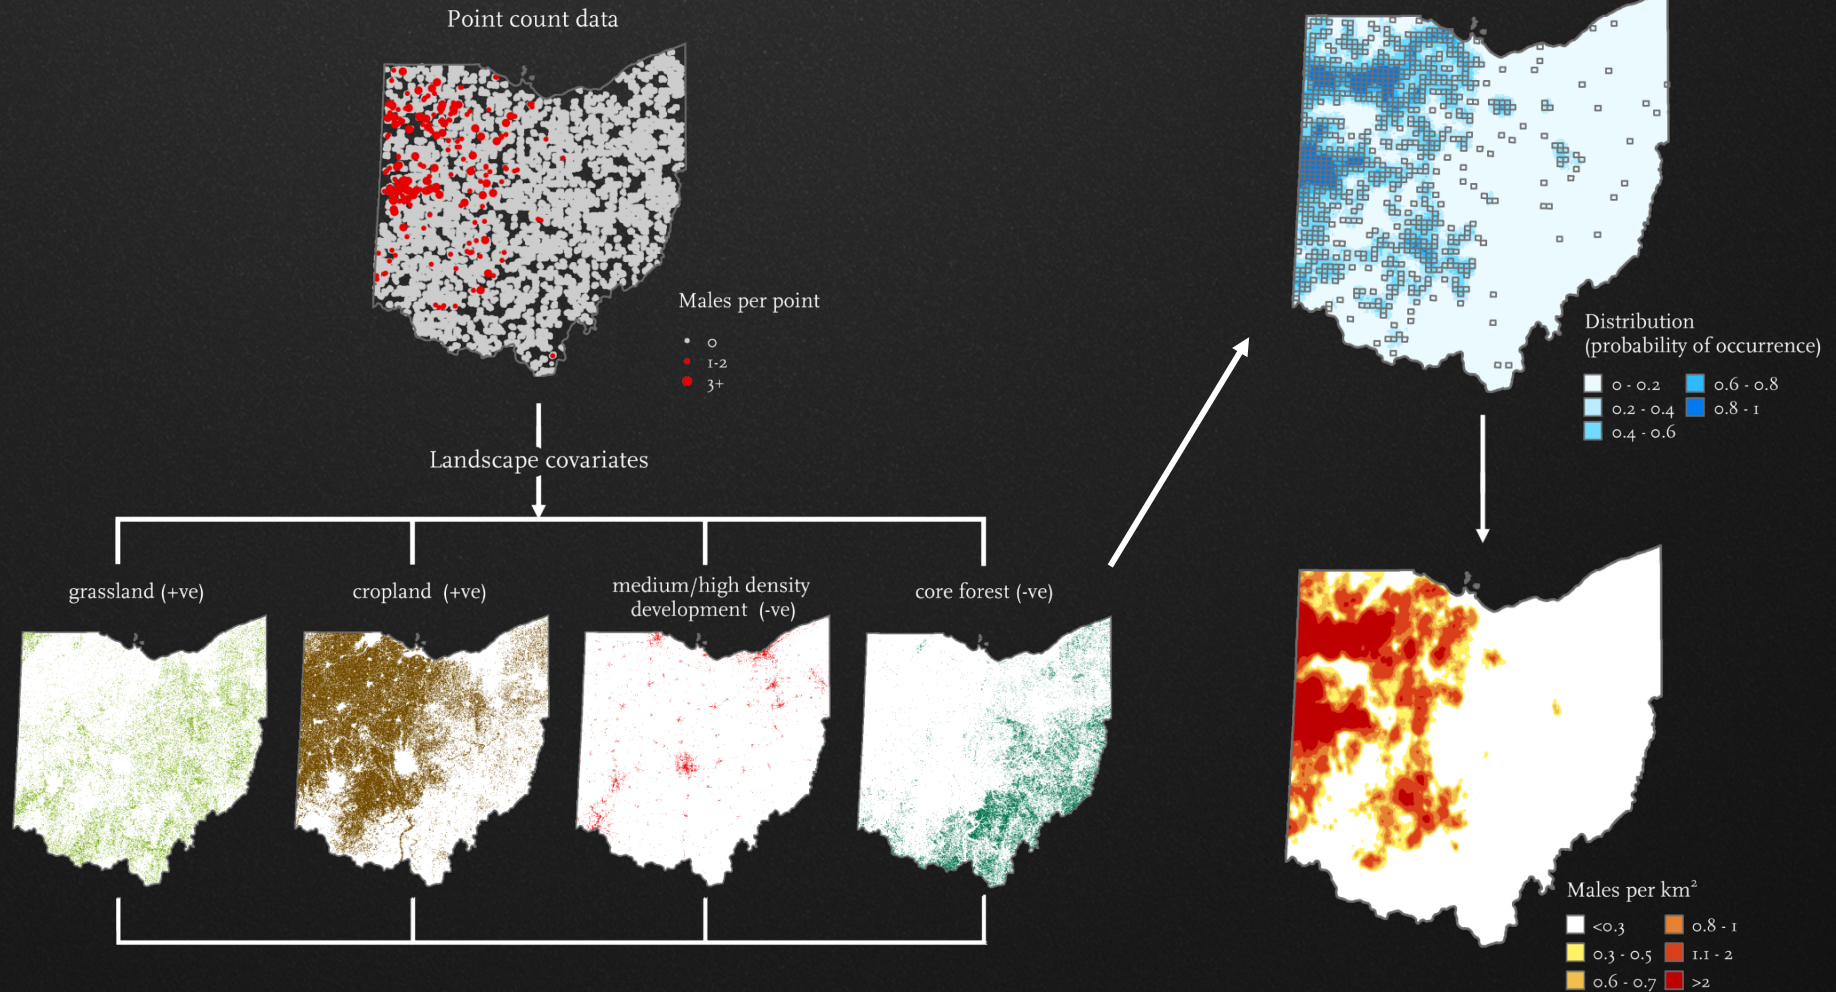 Point count data
Males per point
0
1-2
3+
Landscape covariates
grassland (+ve)
cropland (+ve)
medium/high density
development (-ve)
core forest (-ve)
Distribution
(probability of occurrence)
0 - 0.2
0.6 - 0.8
0.2 - 0.4
0.8 - 1
0.4 - 0.6
Males per km²
<0.3
0.8 - 1
0.3 - 0.5
1.1 - 2
0.6 - 0.7
>2